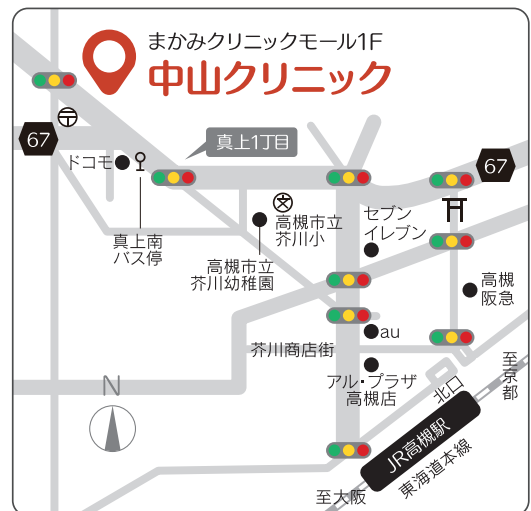 まかみクリニックモール1F
中山クリニック
67
ドコモ
真上1丁目
67
真上南
バス停
高槻市立
芥川小
高槻市立
芥川幼稚園
セブン
イレブン
高槻
阪急
au
芥川商店街
アル・プラザ
高槻店
北口
至京都
JR高槻駅
東海道本線
至大阪
N